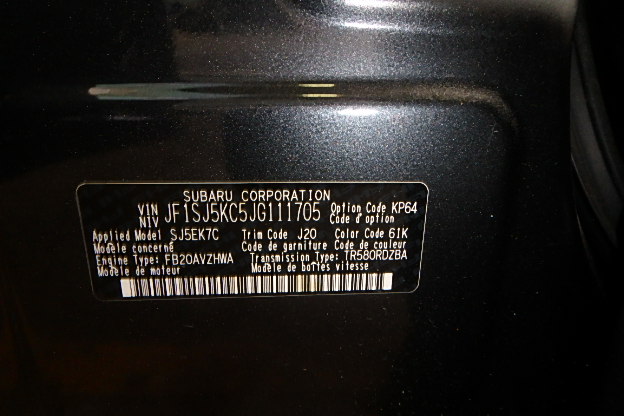 SUBARU CORPORATION
VIN NIV JF1SJ5KC5JG111705 Option Code KP64
Code d'option
Applied Model SJ5EK7C Trim Code J20 Color Code 61K
Modèle concerné Code de garniture Code de couleur
Engine Type: FB20AVZHWA Transmission Type: TR580RDZBA
Modèle de moteur Modèle de boîtes vitesse